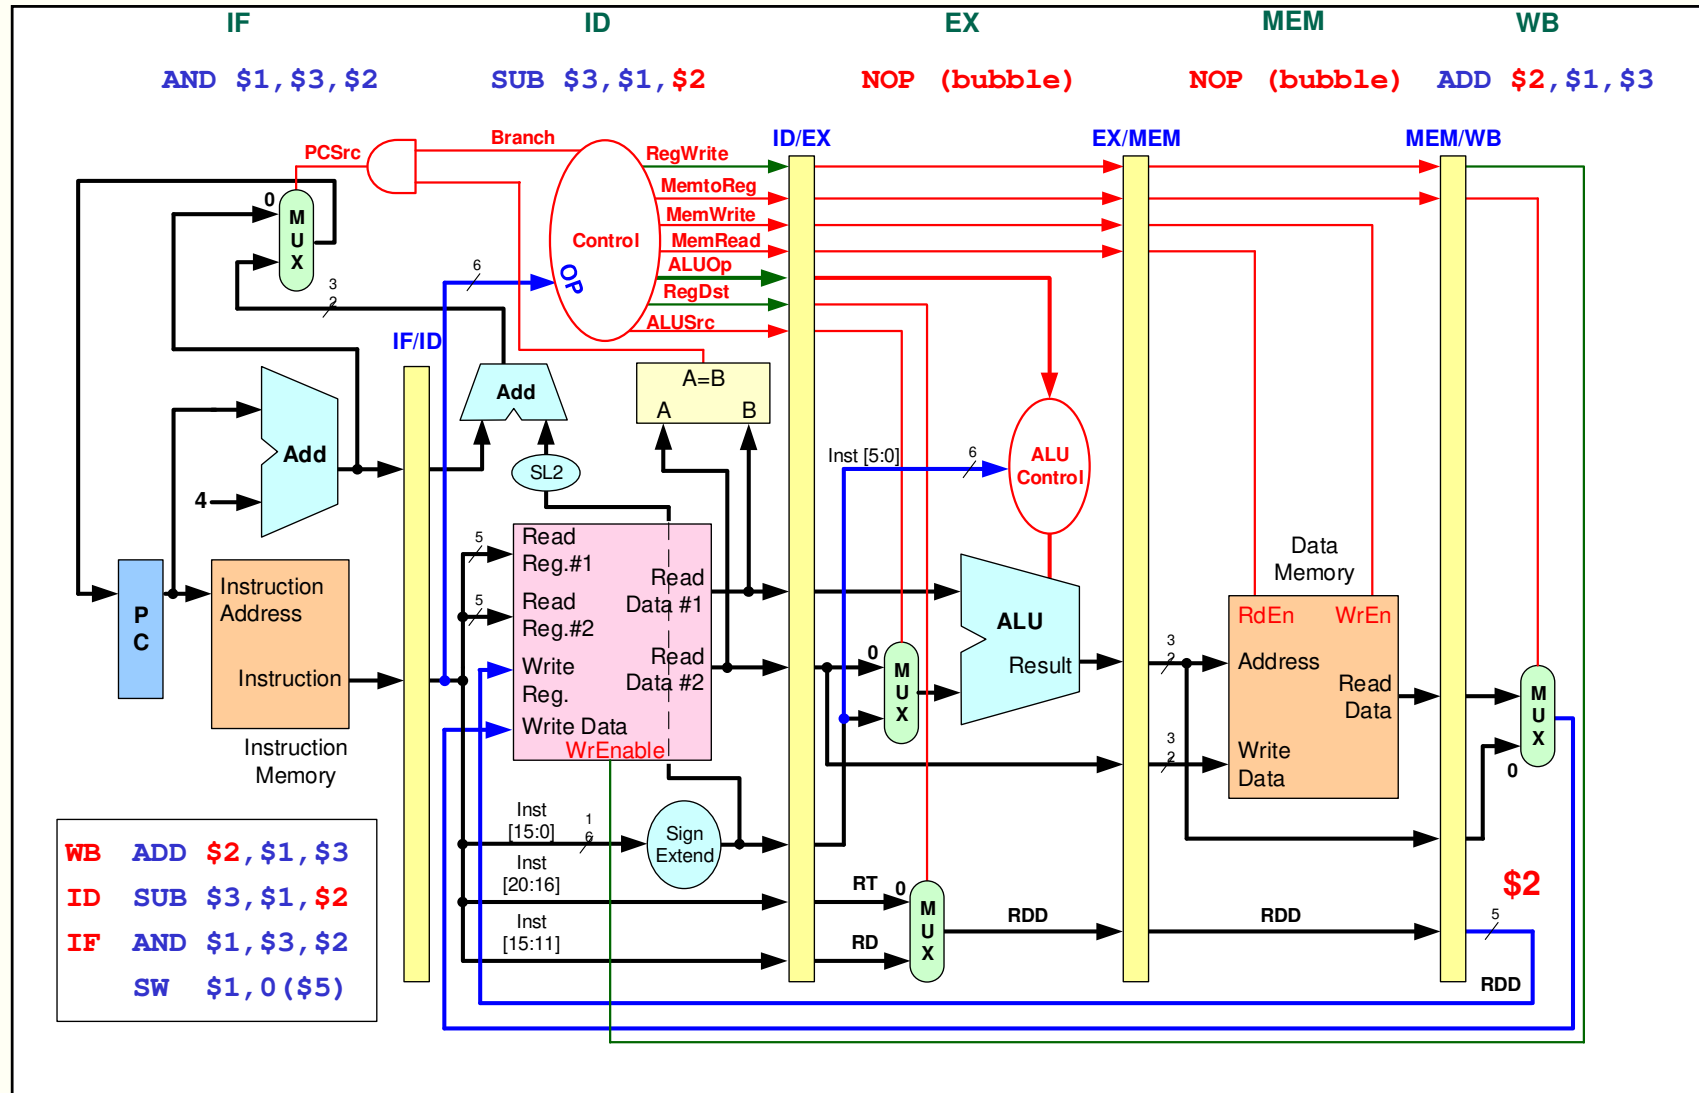 IF ID EX MEM WB
AND $1,$3,$2 SUB $3,$1,$2 NOP (bubble) NOP (bubble) ADD $2,$1,$3
ID/EX EX/MEM MEM/WB
PCSrc
Branch
RegWrite
MemtoReg
MemWrite
MemRead
ALUOp
RegDst
ALUSrc
Control
OP
0
M
U
X
6
3
2
IF/ID
Add
4
Add
SL2
A=B
A B
Inst [5:0]
6
ALU
Control
P
C
Instruction
Address
Instruction
Instruction
Memory
5
Read
Reg.#1
5
Read
Reg.#2
Write
Reg.
Write Data
WrEnable
Read
Data #1
Read
Data #2
0
M
U
X
ALU
Result
Data
Memory
RdEn WrEn
3
2
Address
Read
Data
3
2
Write
Data
M
U
X
0
Inst
[15:0]
1
6
Sign
Extend
Inst
[20:16]
Inst
[15:11]
RT
0
RD
M
U
X
RDD
RDD
$2
5
RDD
WB ADD $2,$1,$3
ID SUB $3,$1,$2
IF AND $1,$3,$2
SW $1,0($5)